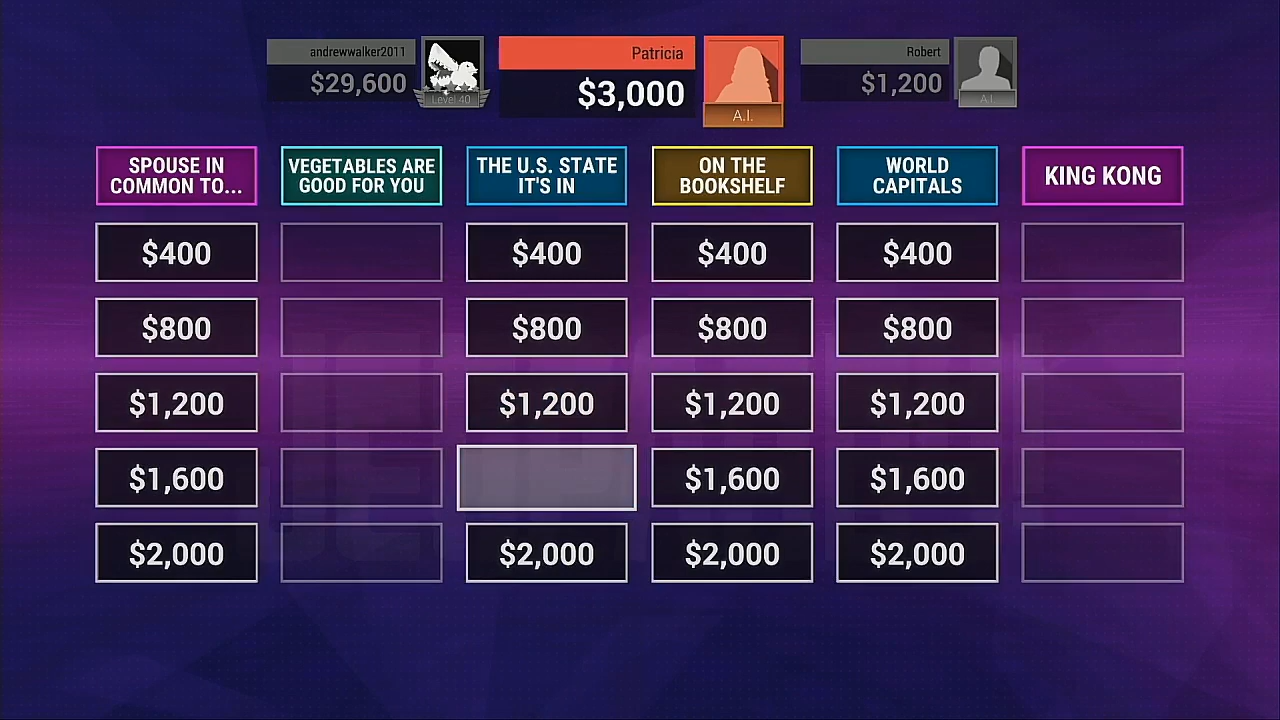 andrewwalker2011
$29,600
Level 40
Patricia
$3,000
A.I.
Robert
$1,200
A.I.
SPOUSE IN
COMMON TO...
VEGETABLES ARE
GOOD FOR YOU
THE U.S. STATE
IT'S IN
ON THE
BOOKSHELF
WORLD
CAPITALS
KING KONG
$400 $400 $400 $400
$800 $800 $800 $800
$1,200 $1,200 $1,200 $1,200
$1,600 $1,600 $1,600
$2,000 $2,000 $2,000 $2,000